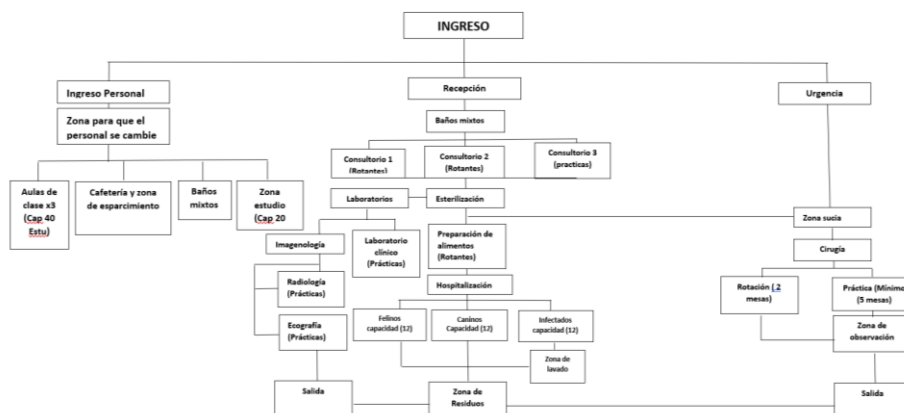 INGRESO
Ingreso Personal
Recepción
Urgencia
Zona para que el
personal se cambie
Baños mixtos
Consultorio 1
(Rotantes)
Consultorio 2
(Rotantes)
Consultorio 3
(practicas)
Aulas de
clase x3
(Cap 40
Estu)
Cafetería y zona
de esparcimiento
Baños
mixtos
Zona
estudio
(Cap 20
Laboratorios
Esterilización
Zona sucia
Imagenología
Laboratorio
clínico
(Prácticas)
Preparación de
alimentos
(Rotantes)
Cirugía
Radiología
(Prácticas)
Hospitalización
Rotación ( 2
mesas)
Práctica (Mínimo
(5 mesas)
Ecografía
(Prácticas)
Felinos
capacidad (12)
Caninos
Capacidad (12)
Infectados
capacidad (12)
Zona de
observación
Zona de
lavado
Salida
Zona de
Residuos
Salida